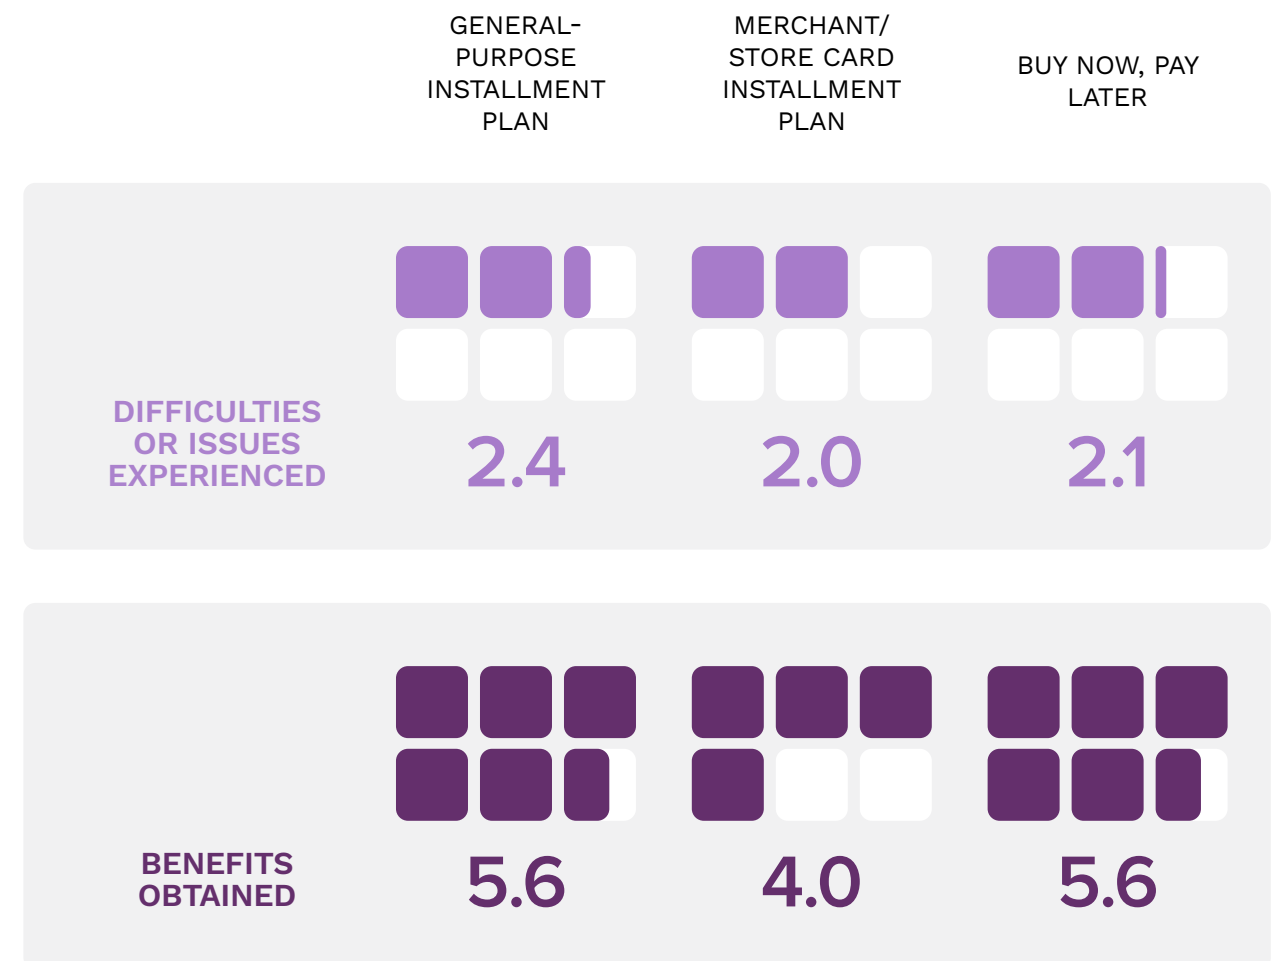 GENERAL-
PURPOSE
INSTALLMENT
PLAN
MERCHANT/
STORE CARD
INSTALLMENT
PLAN
BUY NOW, PAY
LATER
DIFFICULTIES
OR ISSUES
EXPERIENCED
2.4
2.0
2.1
BENEFITS
OBTAINED
5.6
4.0
5.6